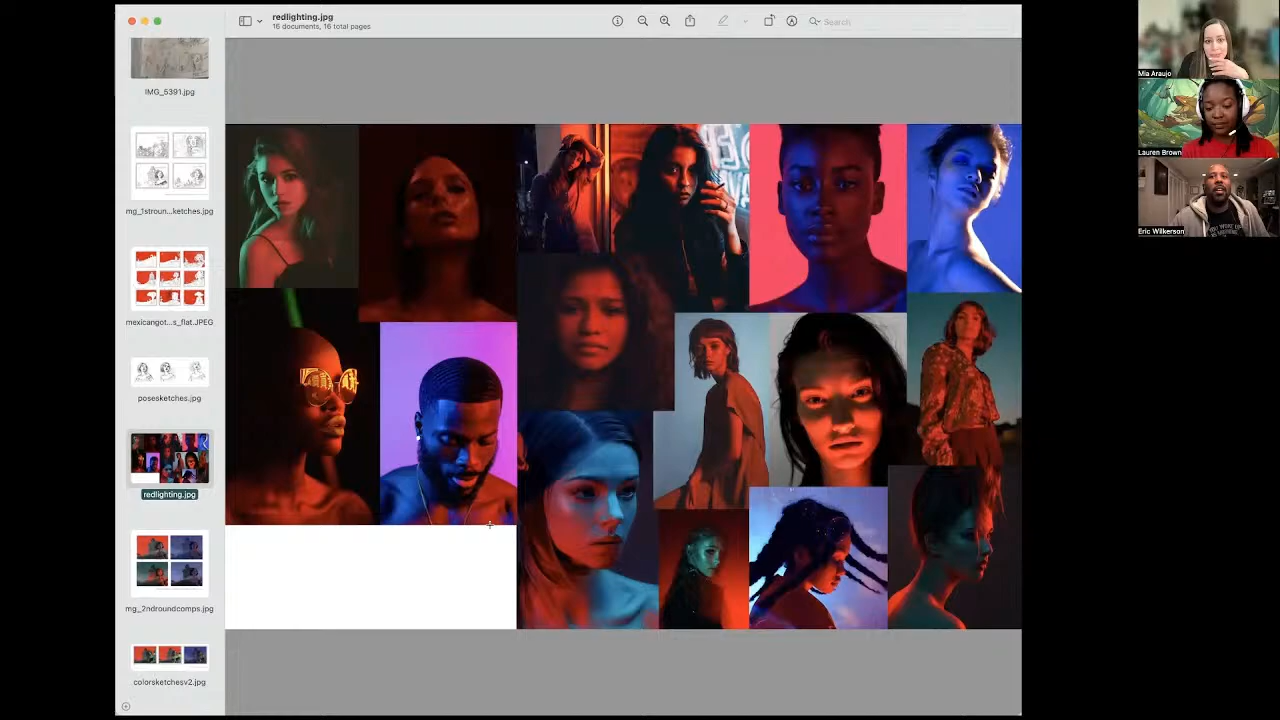 redlighting.jpg
16 documents, 16 total pages
Search
IMG_5391.jpg
mg_1stroun...ketches.jpg
mexicangot...s_flat.JPEG
posesketches.jpg
redlighting.jpg
mg_2ndroundcomps.jpg
colorsketchesv2.jpg
Mia Araujo
Lauren Brown
Eric Wilkerson